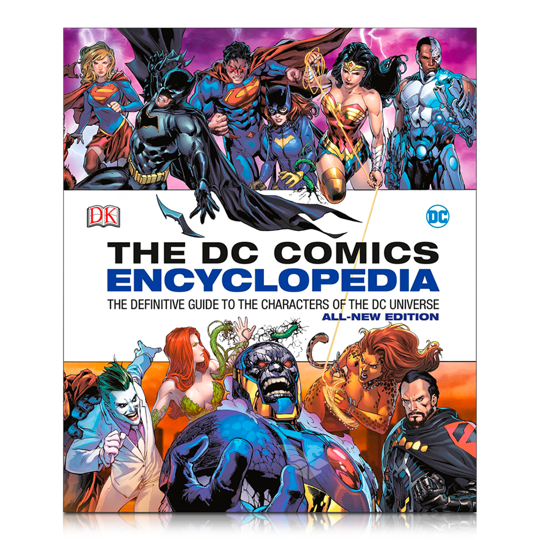 DK
DC
THE DC COMICS
ENCYCLOPEDIA
THE DEFINITIVE GUIDE TO THE CHARACTERS OF THE DC UNIVERSE
ALL-NEW EDITION